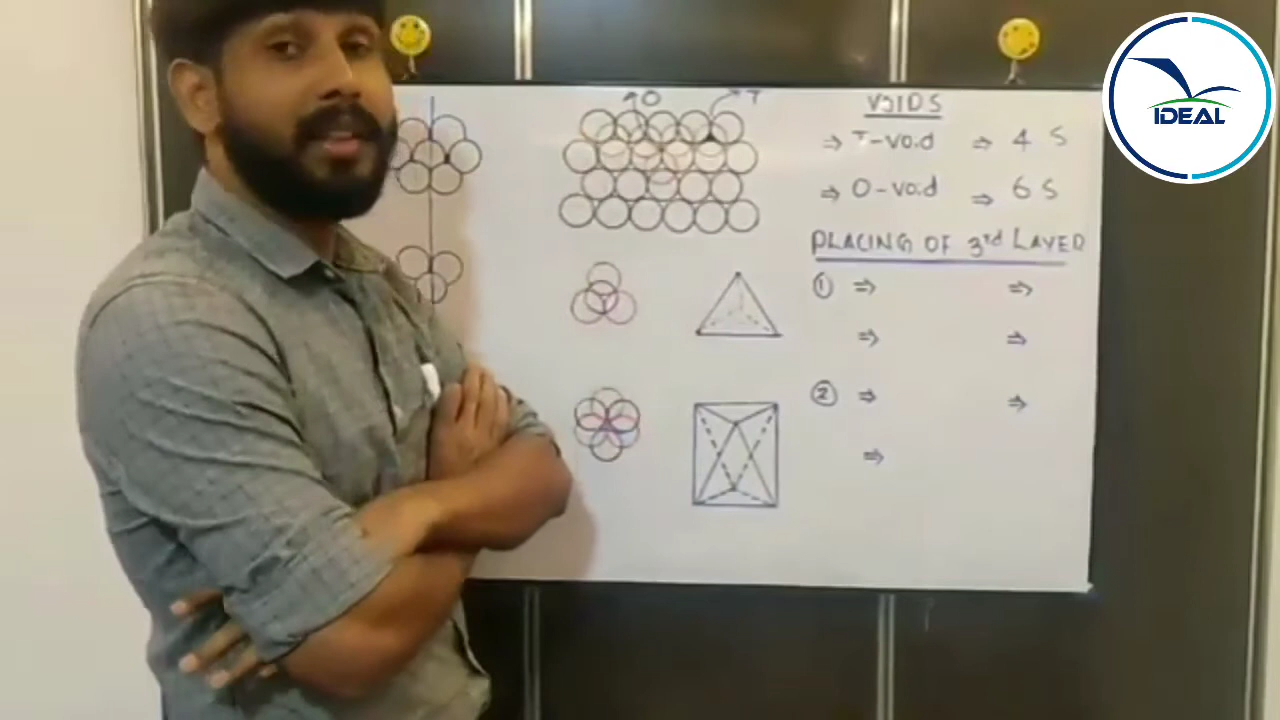 O T
VOIDS
⇒ T-void ⇒ 4 S
⇒ O-void ⇒ 6 S
PLACING OF 3rd LAYER
① ⇒ ⇒
⇒ ⇒
② ⇒ ⇒
⇒
IDEAL